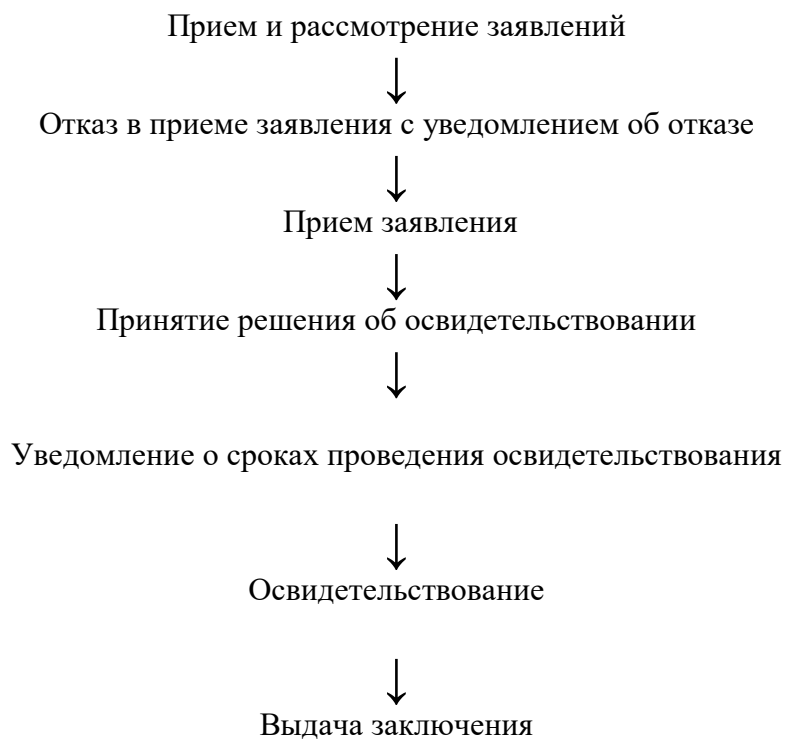 Прием и рассмотрение заявлений
Отказ в приеме заявления с уведомлением об отказе
Прием заявления
Принятие решения об освидетельствовании
Уведомление о сроках проведения освидетельствования
Освидетельствование
Выдача заключения